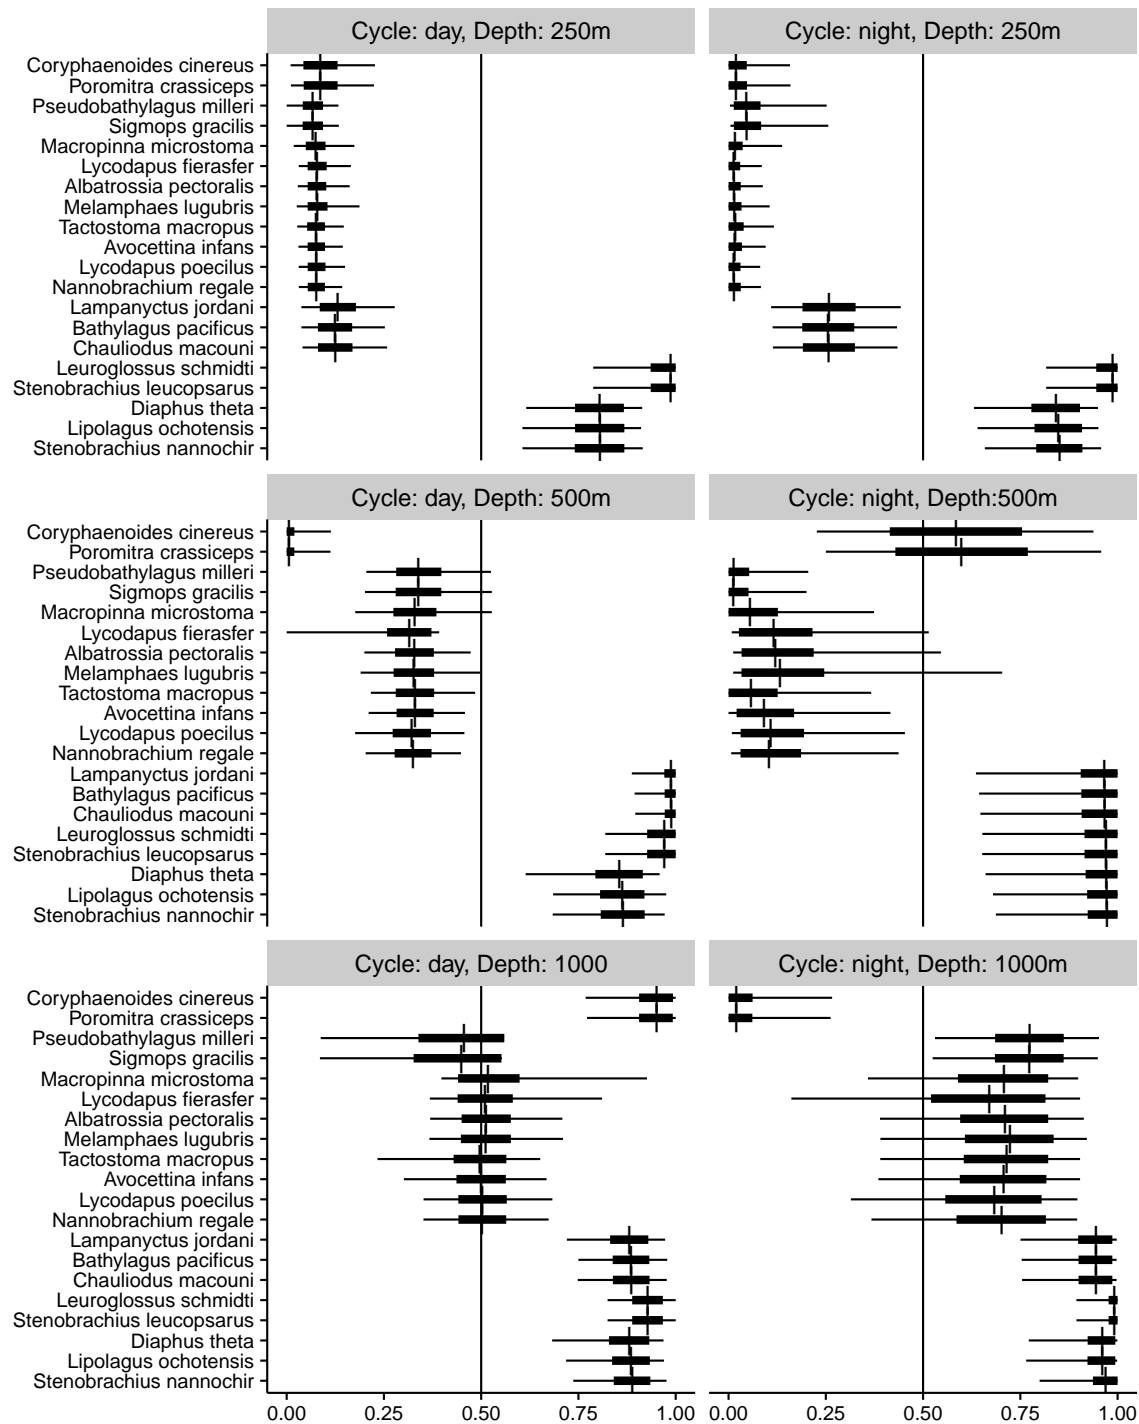 Cycle: day, Depth: 250m
Cycle: night, Depth: 250m
Coryphaenoides cinereus
Poromitra crassiceps
Pseudobathylagus milleri
Sigmops gracilis
Macropinna microstoma
Lycodapus fierasfer
Albatrossia pectoralis
Melamphaes lugubris
Tactostoma macropus
Avocettina infans
Lycodapus poecilus
Nannobrachium regale
Lampanyctus jordani
Bathylagus pacificus
Chauliodus macouni
Leuroglossus schmidti
Stenobrachius leucopsarus
Diaphus theta
Lipolagus ochotensis
Stenobrachius nannochir
Cycle: day, Depth: 500m
Cycle: night, Depth:500m
Coryphaenoides cinereus
Poromitra crassiceps
Pseudobathylagus milleri
Sigmops gracilis
Macropinna microstoma
Lycodapus fierasfer
Albatrossia pectoralis
Melamphaes lugubris
Tactostoma macropus
Avocettina infans
Lycodapus poecilus
Nannobrachium regale
Lampanyctus jordani
Bathylagus pacificus
Chauliodus macouni
Leuroglossus schmidti
Stenobrachius leucopsarus
Diaphus theta
Lipolagus ochotensis
Stenobrachius nannochir
Cycle: day, Depth: 1000
Cycle: night, Depth: 1000m
Coryphaenoides cinereus
Poromitra crassiceps
Pseudobathylagus milleri
Sigmops gracilis
Macropinna microstoma
Lycodapus fierasfer
Albatrossia pectoralis
Melamphaes lugubris
Tactostoma macropus
Avocettina infans
Lycodapus poecilus
Nannobrachium regale
Lampanyctus jordani
Bathylagus pacificus
Chauliodus macouni
Leuroglossus schmidti
Stenobrachius leucopsarus
Diaphus theta
Lipolagus ochotensis
Stenobrachius nannochir
0.00 0.25 0.50 0.75 1.00 0.00 0.25 0.50 0.75 1.00